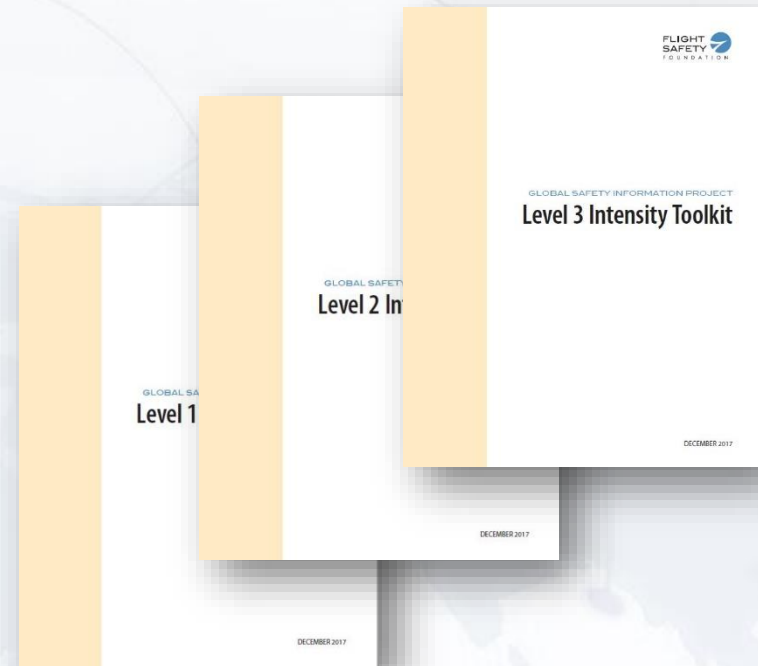 FLIGHT
SAFETY
FOUNDATION
GLOBAL SAFETY INFORMATION PROJECT
Level 3 Intensity Toolkit
DECEMBER 2017
GLOBAL SAFETY
Level 2 In
DECEMBER 2017
GLOBAL SA
Level 1
DECEMBER 2017